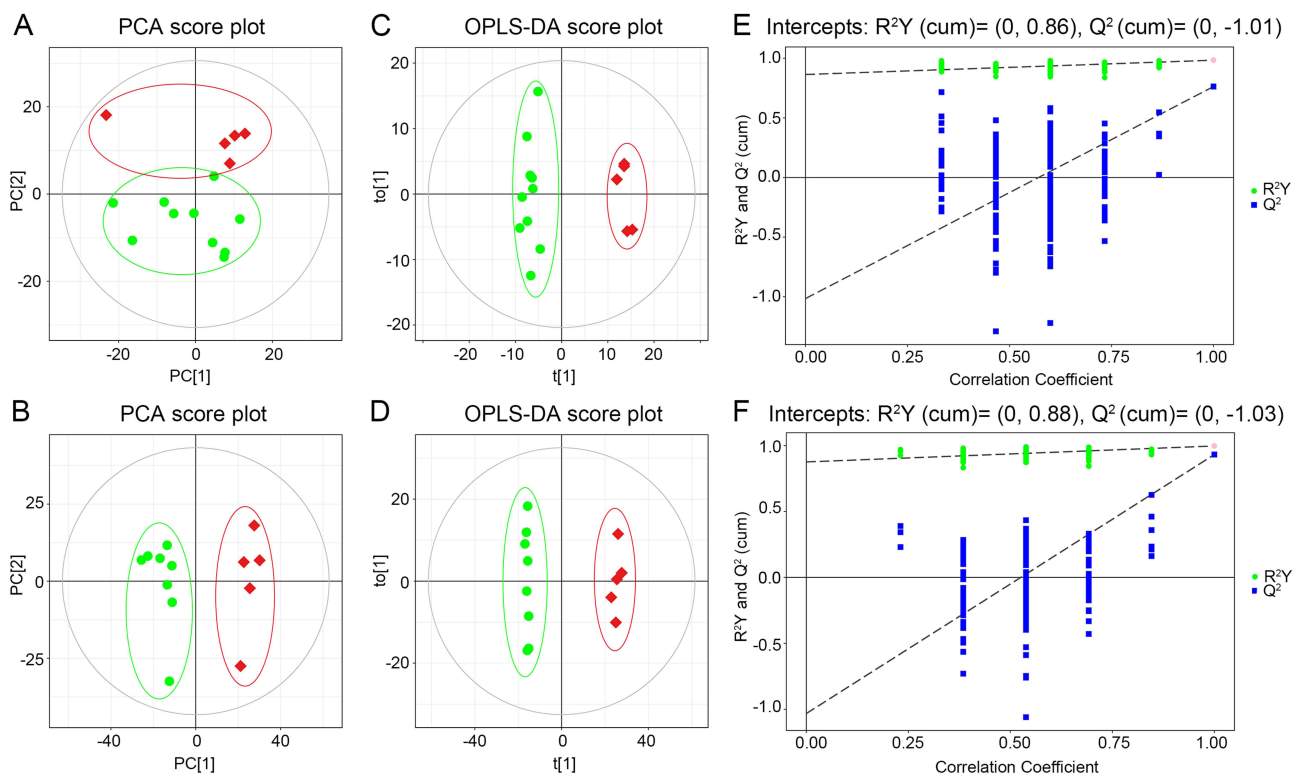 A PCA score plot
PC[2]
20
0
-20
-20 0 20
PC[1]
C OPLS-DA score plot
to[1]
20
10
0
-10
-20
-20 -10 0 10 20
t[1]
E Intercepts: R²Y (cum)= (0, 0.86), Q² (cum)= (0, -1.01)
R²Y and Q² (cum)
1.0
0.5
0.0
-0.5
-1.0
0.00 0.25 0.50 0.75 1.00
Correlation Coefficient
R²Y
Q²
B PCA score plot
PC[2]
25
0
-25
-40 0 40
PC[1]
D OPLS-DA score plot
to[1]
20
0
-20
-40 0 40
t[1]
F Intercepts: R²Y (cum)= (0, 0.88), Q² (cum)= (0, -1.03)
R²Y and Q² (cum)
1.0
0.5
0.0
-0.5
-1.0
0.00 0.25 0.50 0.75 1.00
Correlation Coefficient
R²Y
Q²